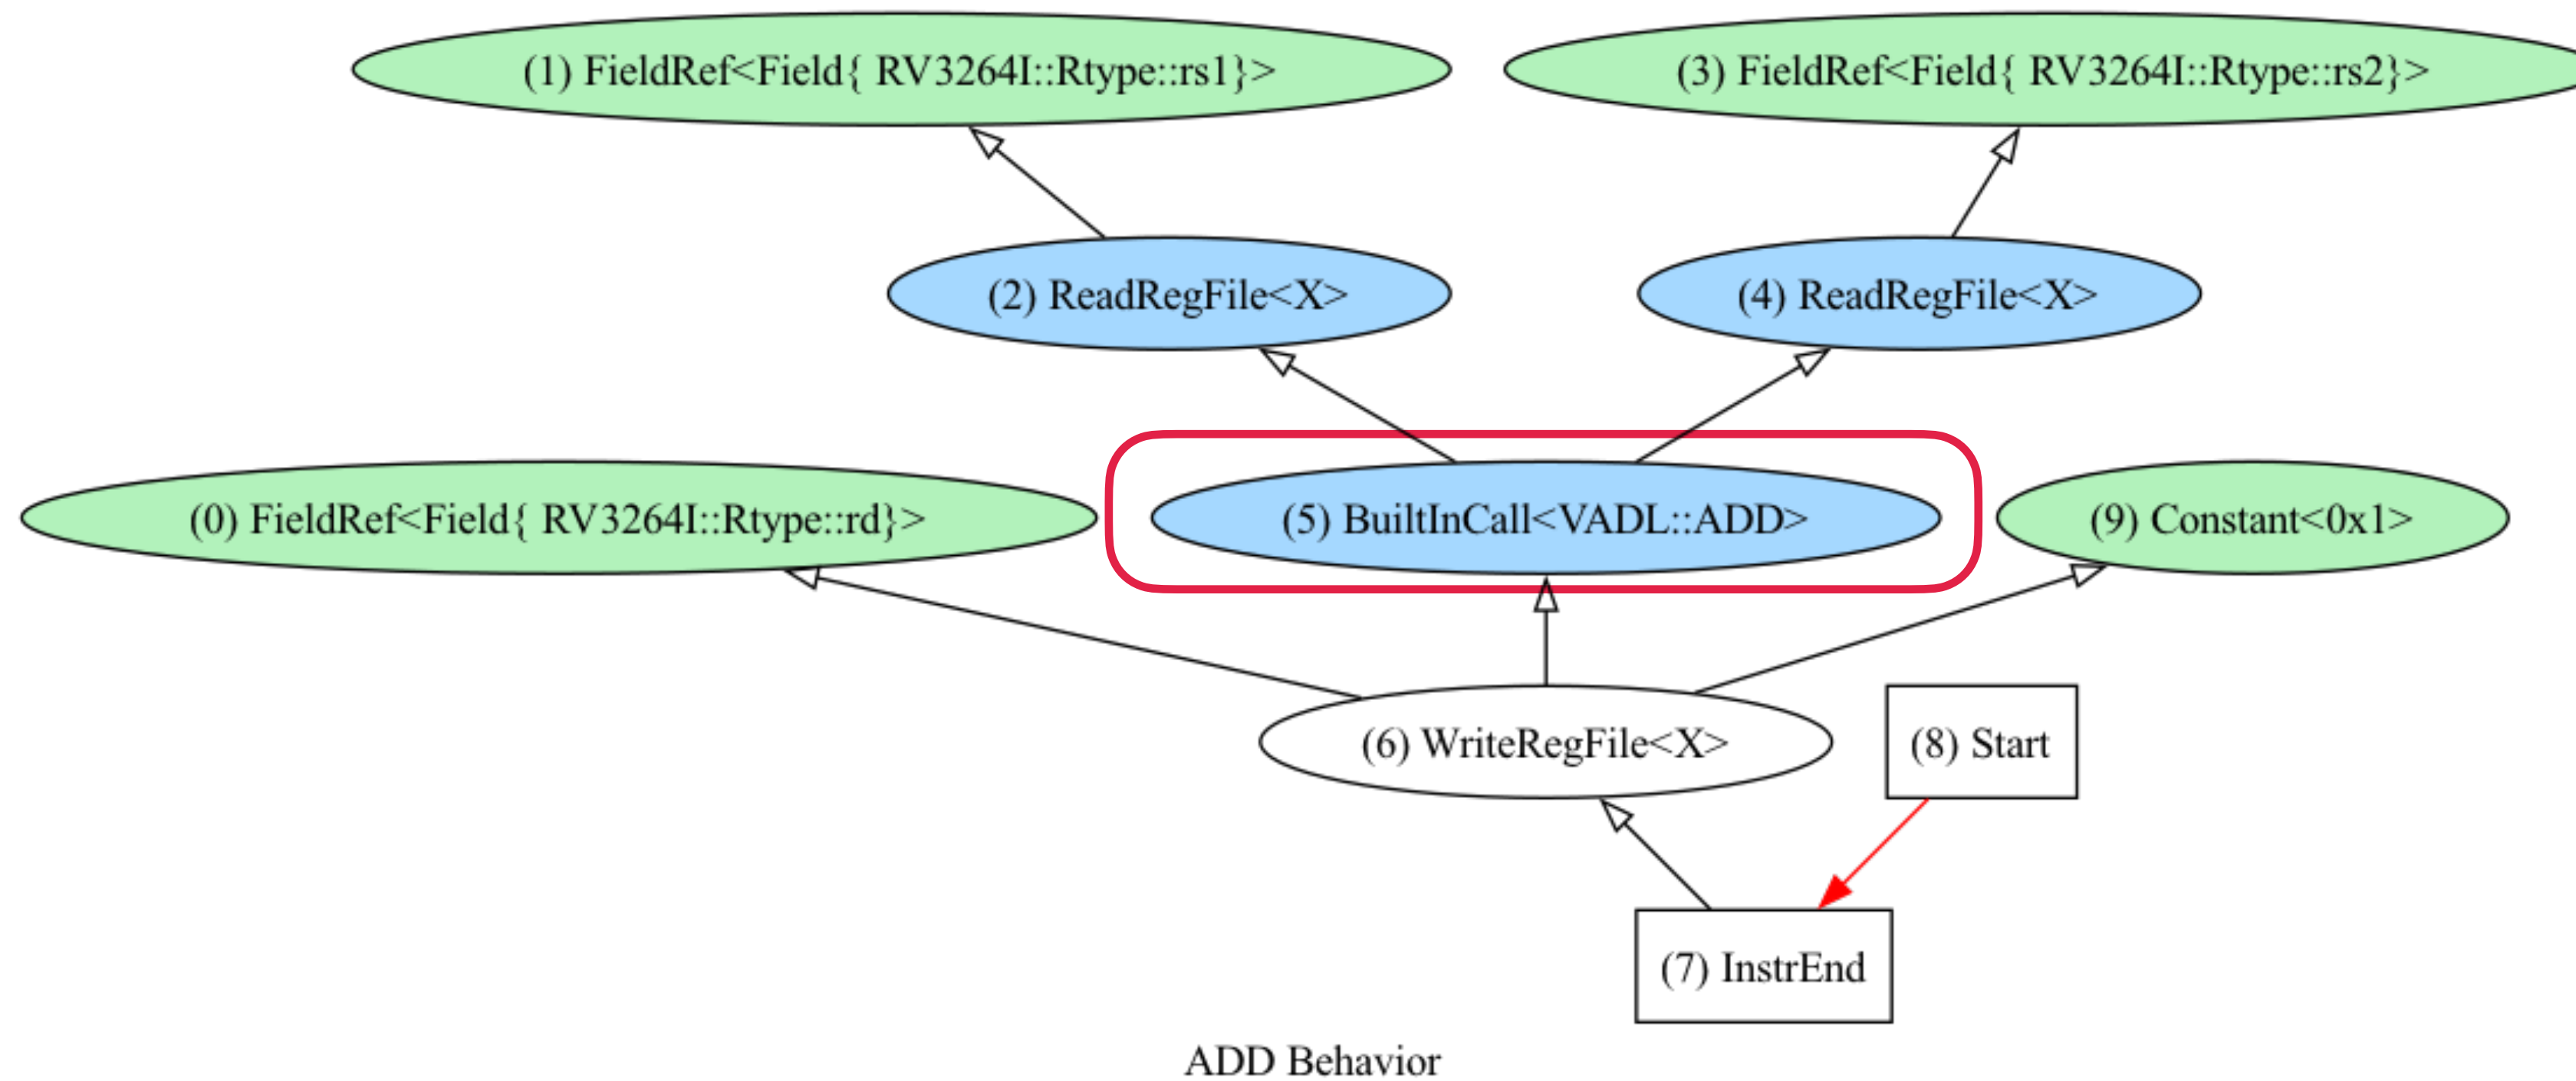 (1) FieldRef<Field{ RV3264I::Rtype::rs1}>
(3) FieldRef<Field{ RV3264I::Rtype::rs2}>
(2) ReadRegFile<X>
(4) ReadRegFile<X>
(0) FieldRef<Field{ RV3264I::Rtype::rd}>
(5) BuiltInCall<VADL::ADD>
(9) Constant<0x1>
(6) WriteRegFile<X>
(8) Start
(7) InstrEnd
ADD Behavior